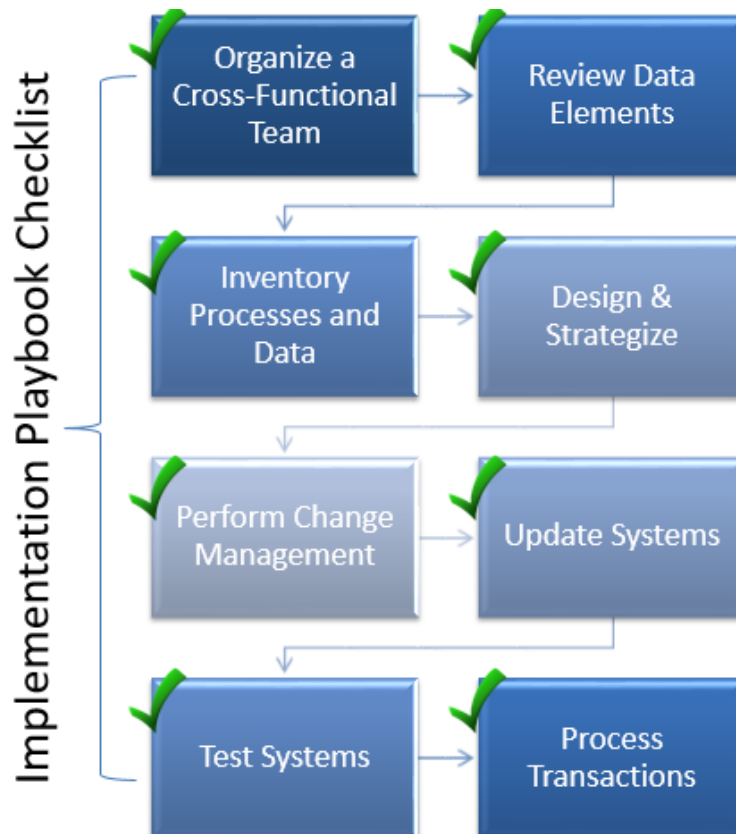 Implementation Playbook Checklist
Organize a
Cross-Functional
Team
Review Data
Elements
Inventory
Processes and
Data
Design &
Strategize
Perform Change
Management
Update Systems
Test Systems
Process
Transactions